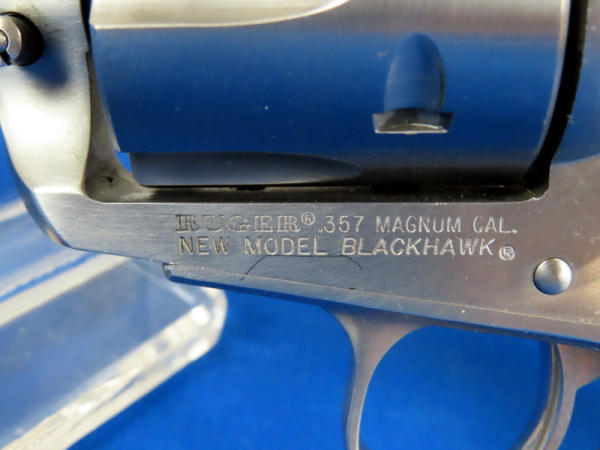 RUGER® .357 MAGNUM CAL.
NEW MODEL BLACKHAWK®